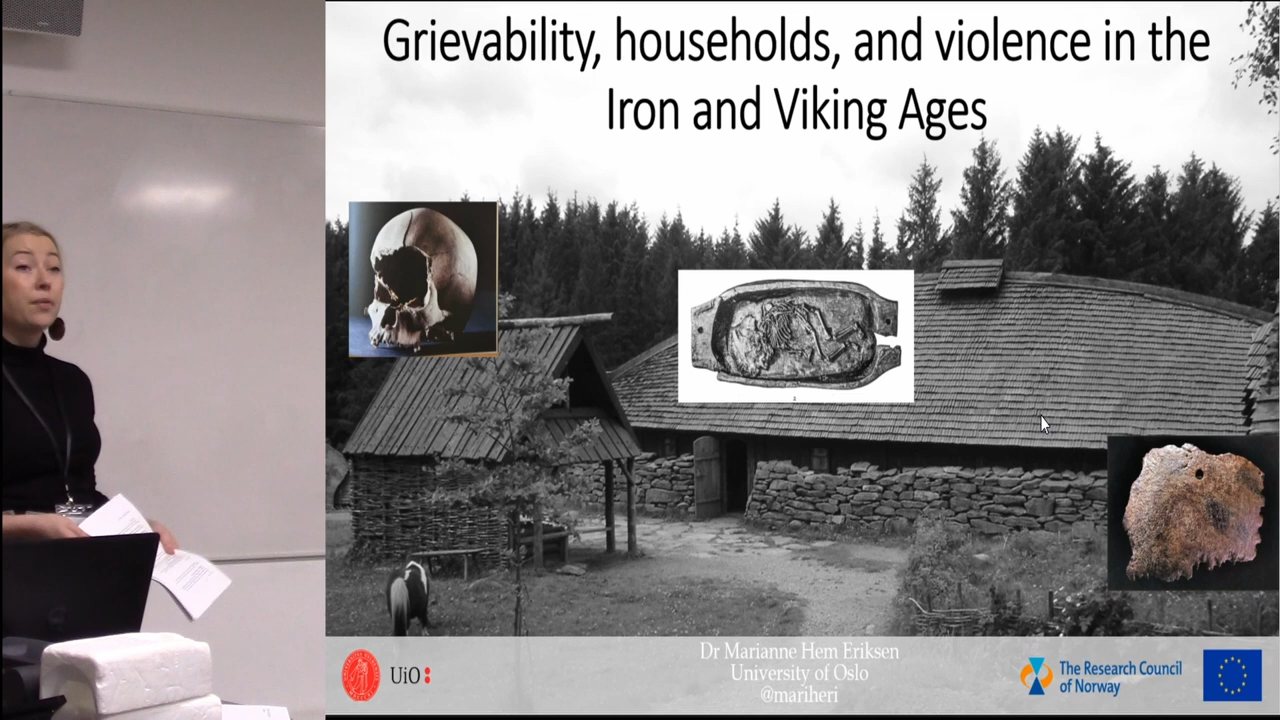 Grievability, households, and violence in the
Iron and Viking Ages
Dr Marianne Hem Eriksen
University of Oslo
@mariheri
UiO:
The Research Council
of Norway